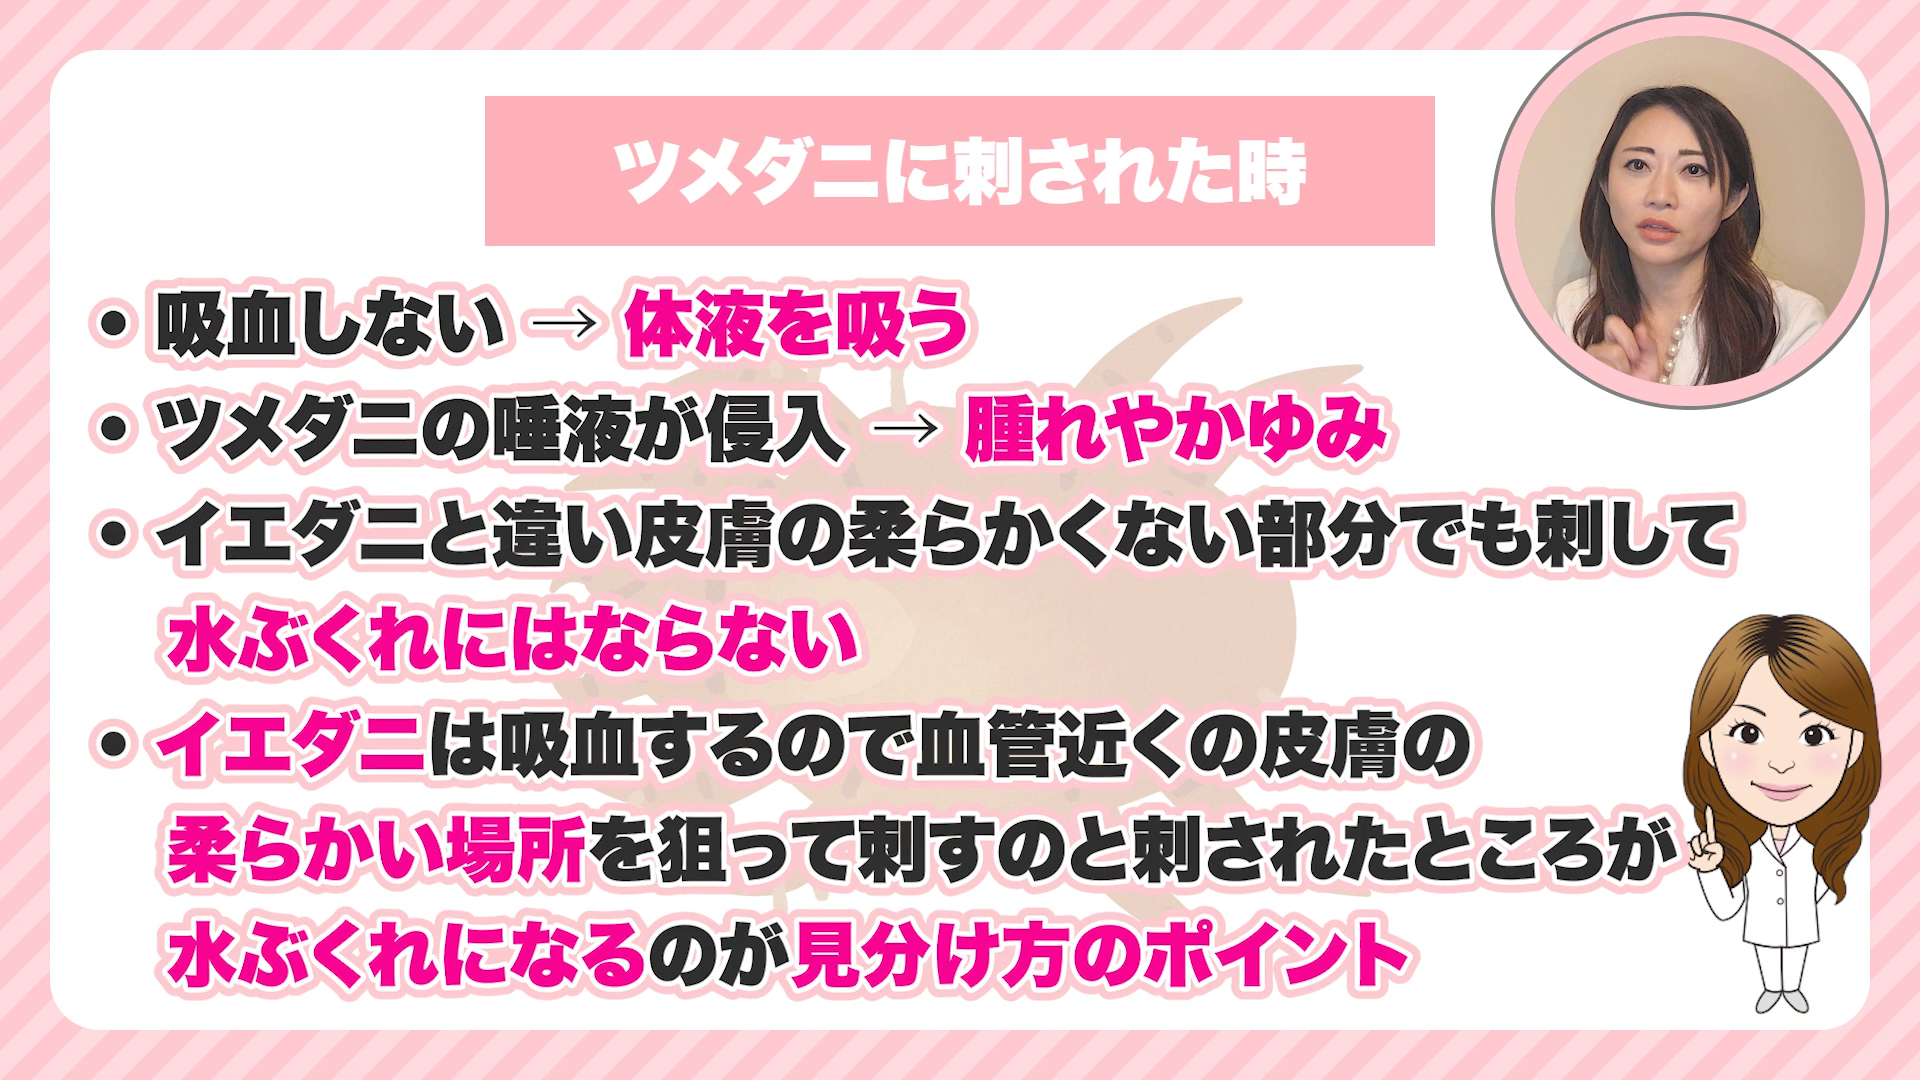 ツメダニに刺された時
• 吸血しない → 体液を吸う
• ツメダニの唾液が侵入 → 腫れやかゆみ
• イエダニと違い皮膚の柔らかくない部分でも刺して
水ぶくれにはならない
• イエダニは吸血するので血管近くの皮膚の
柔らかい場所を狙って刺すのと刺されたところが
水ぶくれになるのが見分け方のポイント